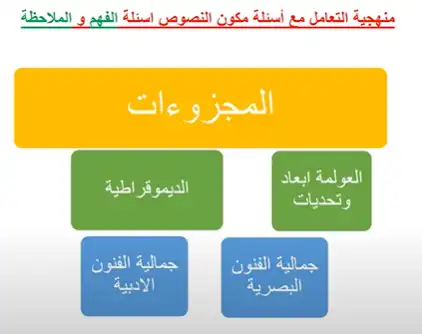 منهجية التعامل مع أسئلة مكون النصوص اسئلة الفهم و الملاحظة
المجزوءات
العولمة ابعاد
وتحديات
الديموقراطية
جمالية الفنون
البصرية
جمالية الفنون
الادبية